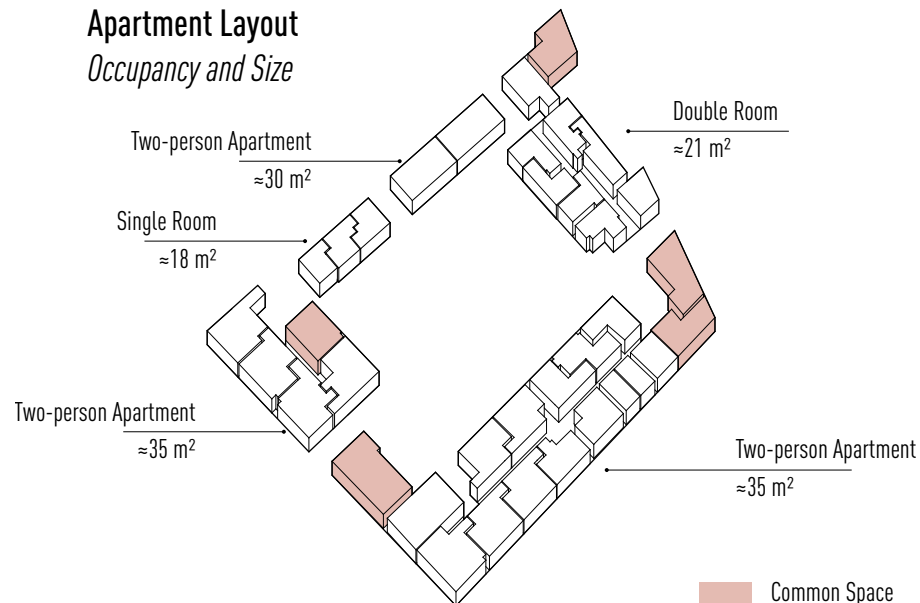 Apartment Layout
Occupancy and Size
Double Room
≈21 m²
Two-person Apartment
≈30 m²
Single Room
≈18 m²
Two-person Apartment
≈35 m²
Two-person Apartment
≈35 m²
Common Space